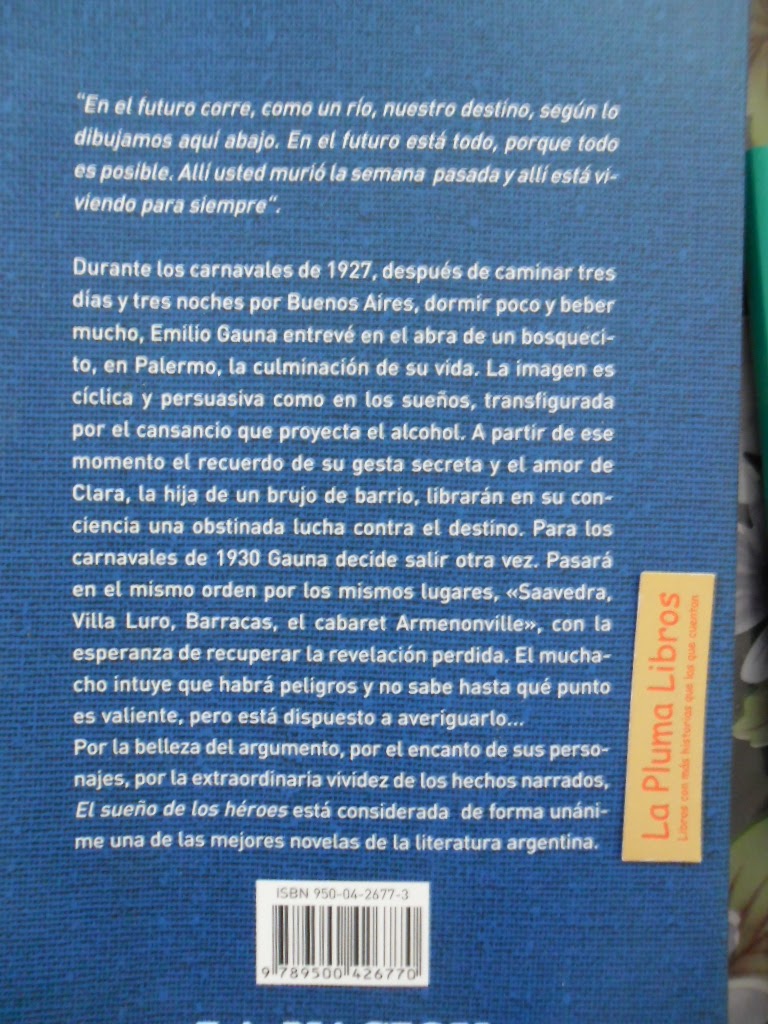 "En el futuro corre, como un río, nuestro destino, según lo
dibujamos aquí abajo. En el futuro está todo, porque todo
es posible. Allí usted murió la semana pasada y allí está vi-
viendo para siempre".
Durante los carnavales de 1927, después de caminar tres
días y tres noches por Buenos Aires, dormir poco y beber
mucho, Emilio Gauna entrevé en el abra de un bosqueci-
to, en Palermo, la culminación de su vida. La imagen es
cíclica y persuasiva como en los sueños, transfigurada
por el cansancio que proyecta el alcohol. A partir de ese
momento el recuerdo de su gesta secreta y el amor de
Clara, la hija de un brujo de barrio, librarán en su con-
ciencia una obstinada lucha contra el destino. Para los
carnavales de 1930 Gauna decide salir otra vez. Pasará
en el mismo orden por los mismos lugares, «Saavedra,
Villa Luro, Barracas, el cabaret Armenonville», con la
esperanza de recuperar la revelación perdida. El mucha-
cho intuye que habrá peligros y no sabe hasta qué punto
es valiente, pero está dispuesto a averiguarlo...
Por la belleza del argumento, por el encanto de sus perso-
najes, por la extraordinaria vividez de los hechos narrados,
El sueño de los héroes está considerada de forma unáni-
me una de las mejores novelas de la literatura argentina.
La Pluma Libros
Libros con más historias que las que cuentan
ISBN 950-04-2677-3
9 789500 426770